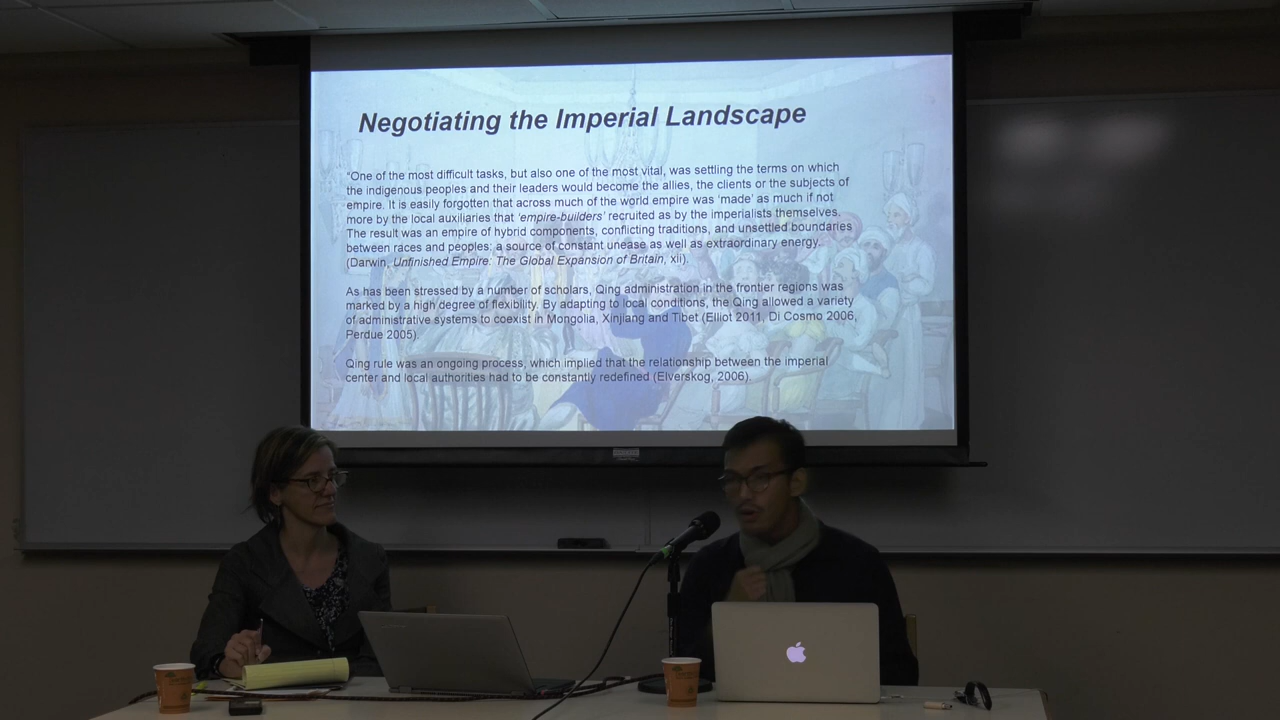 Negotiating the Imperial Landscape
“One of the most difficult tasks, but also one of the most vital, was settling the terms on which
the indigenous peoples and their leaders would become the allies, the clients or the subjects of
empire. It is easily forgotten that across much of the world empire was ‘made’ as much if not
more by the local auxiliaries that ‘empire-builders’ recruited as by the imperialists themselves.
The result was an empire of hybrid components, conflicting traditions, and unsettled boundaries
between races and peoples: a source of constant unease as well as extraordinary energy.
(Darwin, Unfinished Empire: The Global Expansion of Britain, xii).
As has been stressed by a number of scholars, Qing administration in the frontier regions was
marked by a high degree of flexibility. By adapting to local conditions, the Qing allowed a variety
of administrative systems to coexist in Mongolia, Xinjiang and Tibet (Elliot 2011, Di Cosmo 2006,
Perdue 2005).
Qing rule was an ongoing process, which implied that the relationship between the imperial
center and local authorities had to be constantly redefined (Elverskog, 2006).